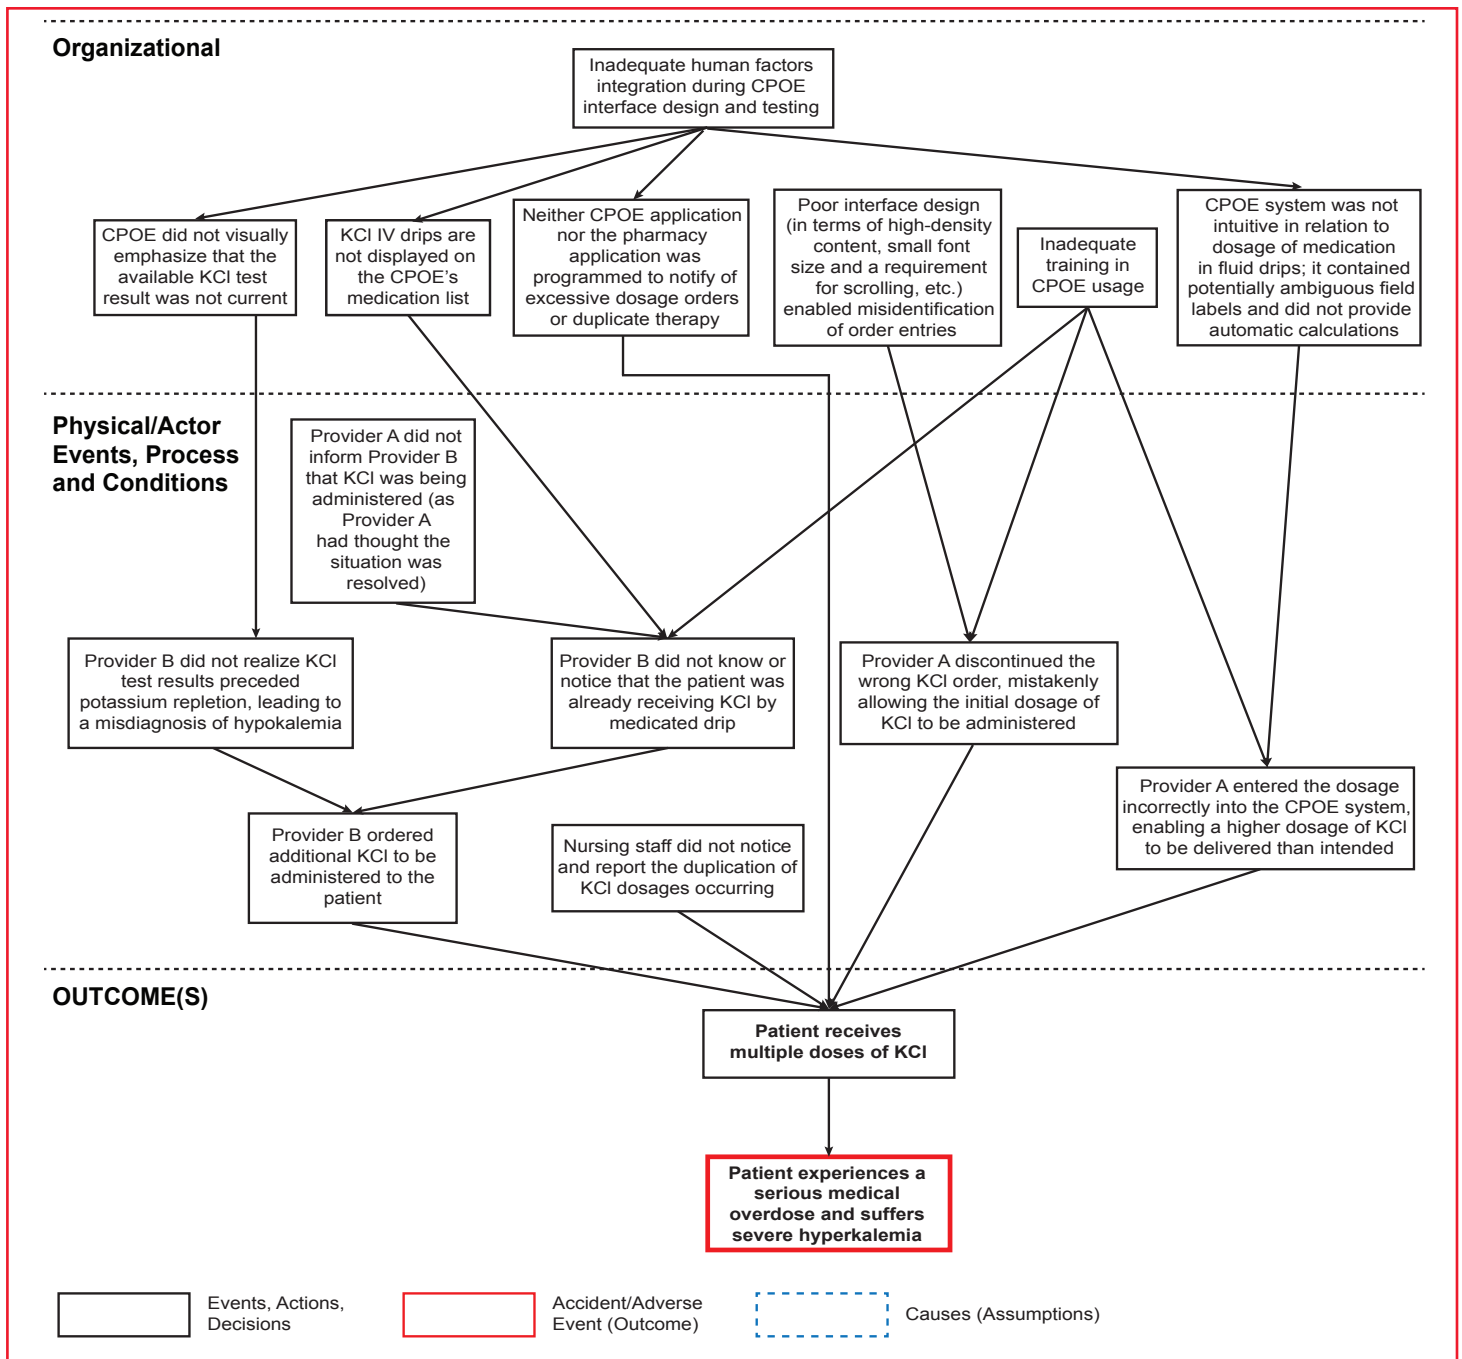 Organizational
Inadequate human factors
integration during CPOE
interface design and testing
CPOE did not visually
emphasize that the
available KCl test
result was not current
KCl IV drips are
not displayed on
the CPOE's
medication list
Neither CPOE application
nor the pharmacy
application was
programmed to notify of
excessive dosage orders
or duplicate therapy
Poor interface design
(in terms of high-density
content, small font
size and a requirement
for scrolling, etc.)
enabled misidentification
of order entries
Inadequate
training in
CPOE usage
CPOE system was not
intuitive in relation to
dosage of medication
in fluid drips; it contained
potentially ambiguous field
labels and did not provide
automatic calculations
Physical/Actor
Events, Process
and Conditions
Provider A did not
inform Provider B
that KCl was being
administered (as
Provider A
had thought the
situation was
resolved)
Provider B did not realize KCl
test results preceded
potassium repletion, leading to
a misdiagnosis of hypokalemia
Provider B did not know or
notice that the patient was
already receiving KCl by
medicated drip
Provider A discontinued the
wrong KCl order, mistakenly
allowing the initial dosage of
KCl to be administered
Provider A entered the dosage
incorrectly into the CPOE system,
enabling a higher dosage of KCl
to be delivered than intended
Provider B ordered
additional KCl to be
administered to the
patient
Nursing staff did not notice
and report the duplication of
KCl dosages occurring
OUTCOME(S)
Patient receives
multiple doses of KCl
Patient experiences a
serious medical
overdose and suffers
severe hyperkalemia
Events, Actions,
Decisions
Accident/Adverse
Event (Outcome)
Causes (Assumptions)